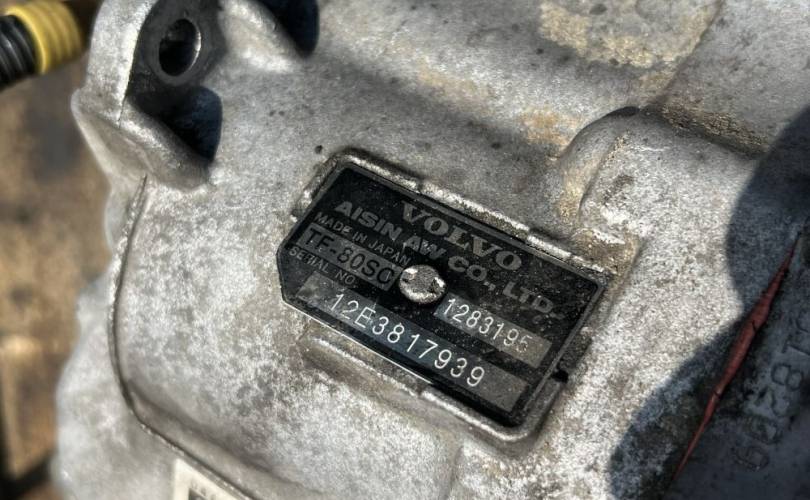 VOLVO
AISIN AW CO., LTD.
MADE IN JAPAN
TF-80SC 1283195
SERIAL NO.
12E3817939